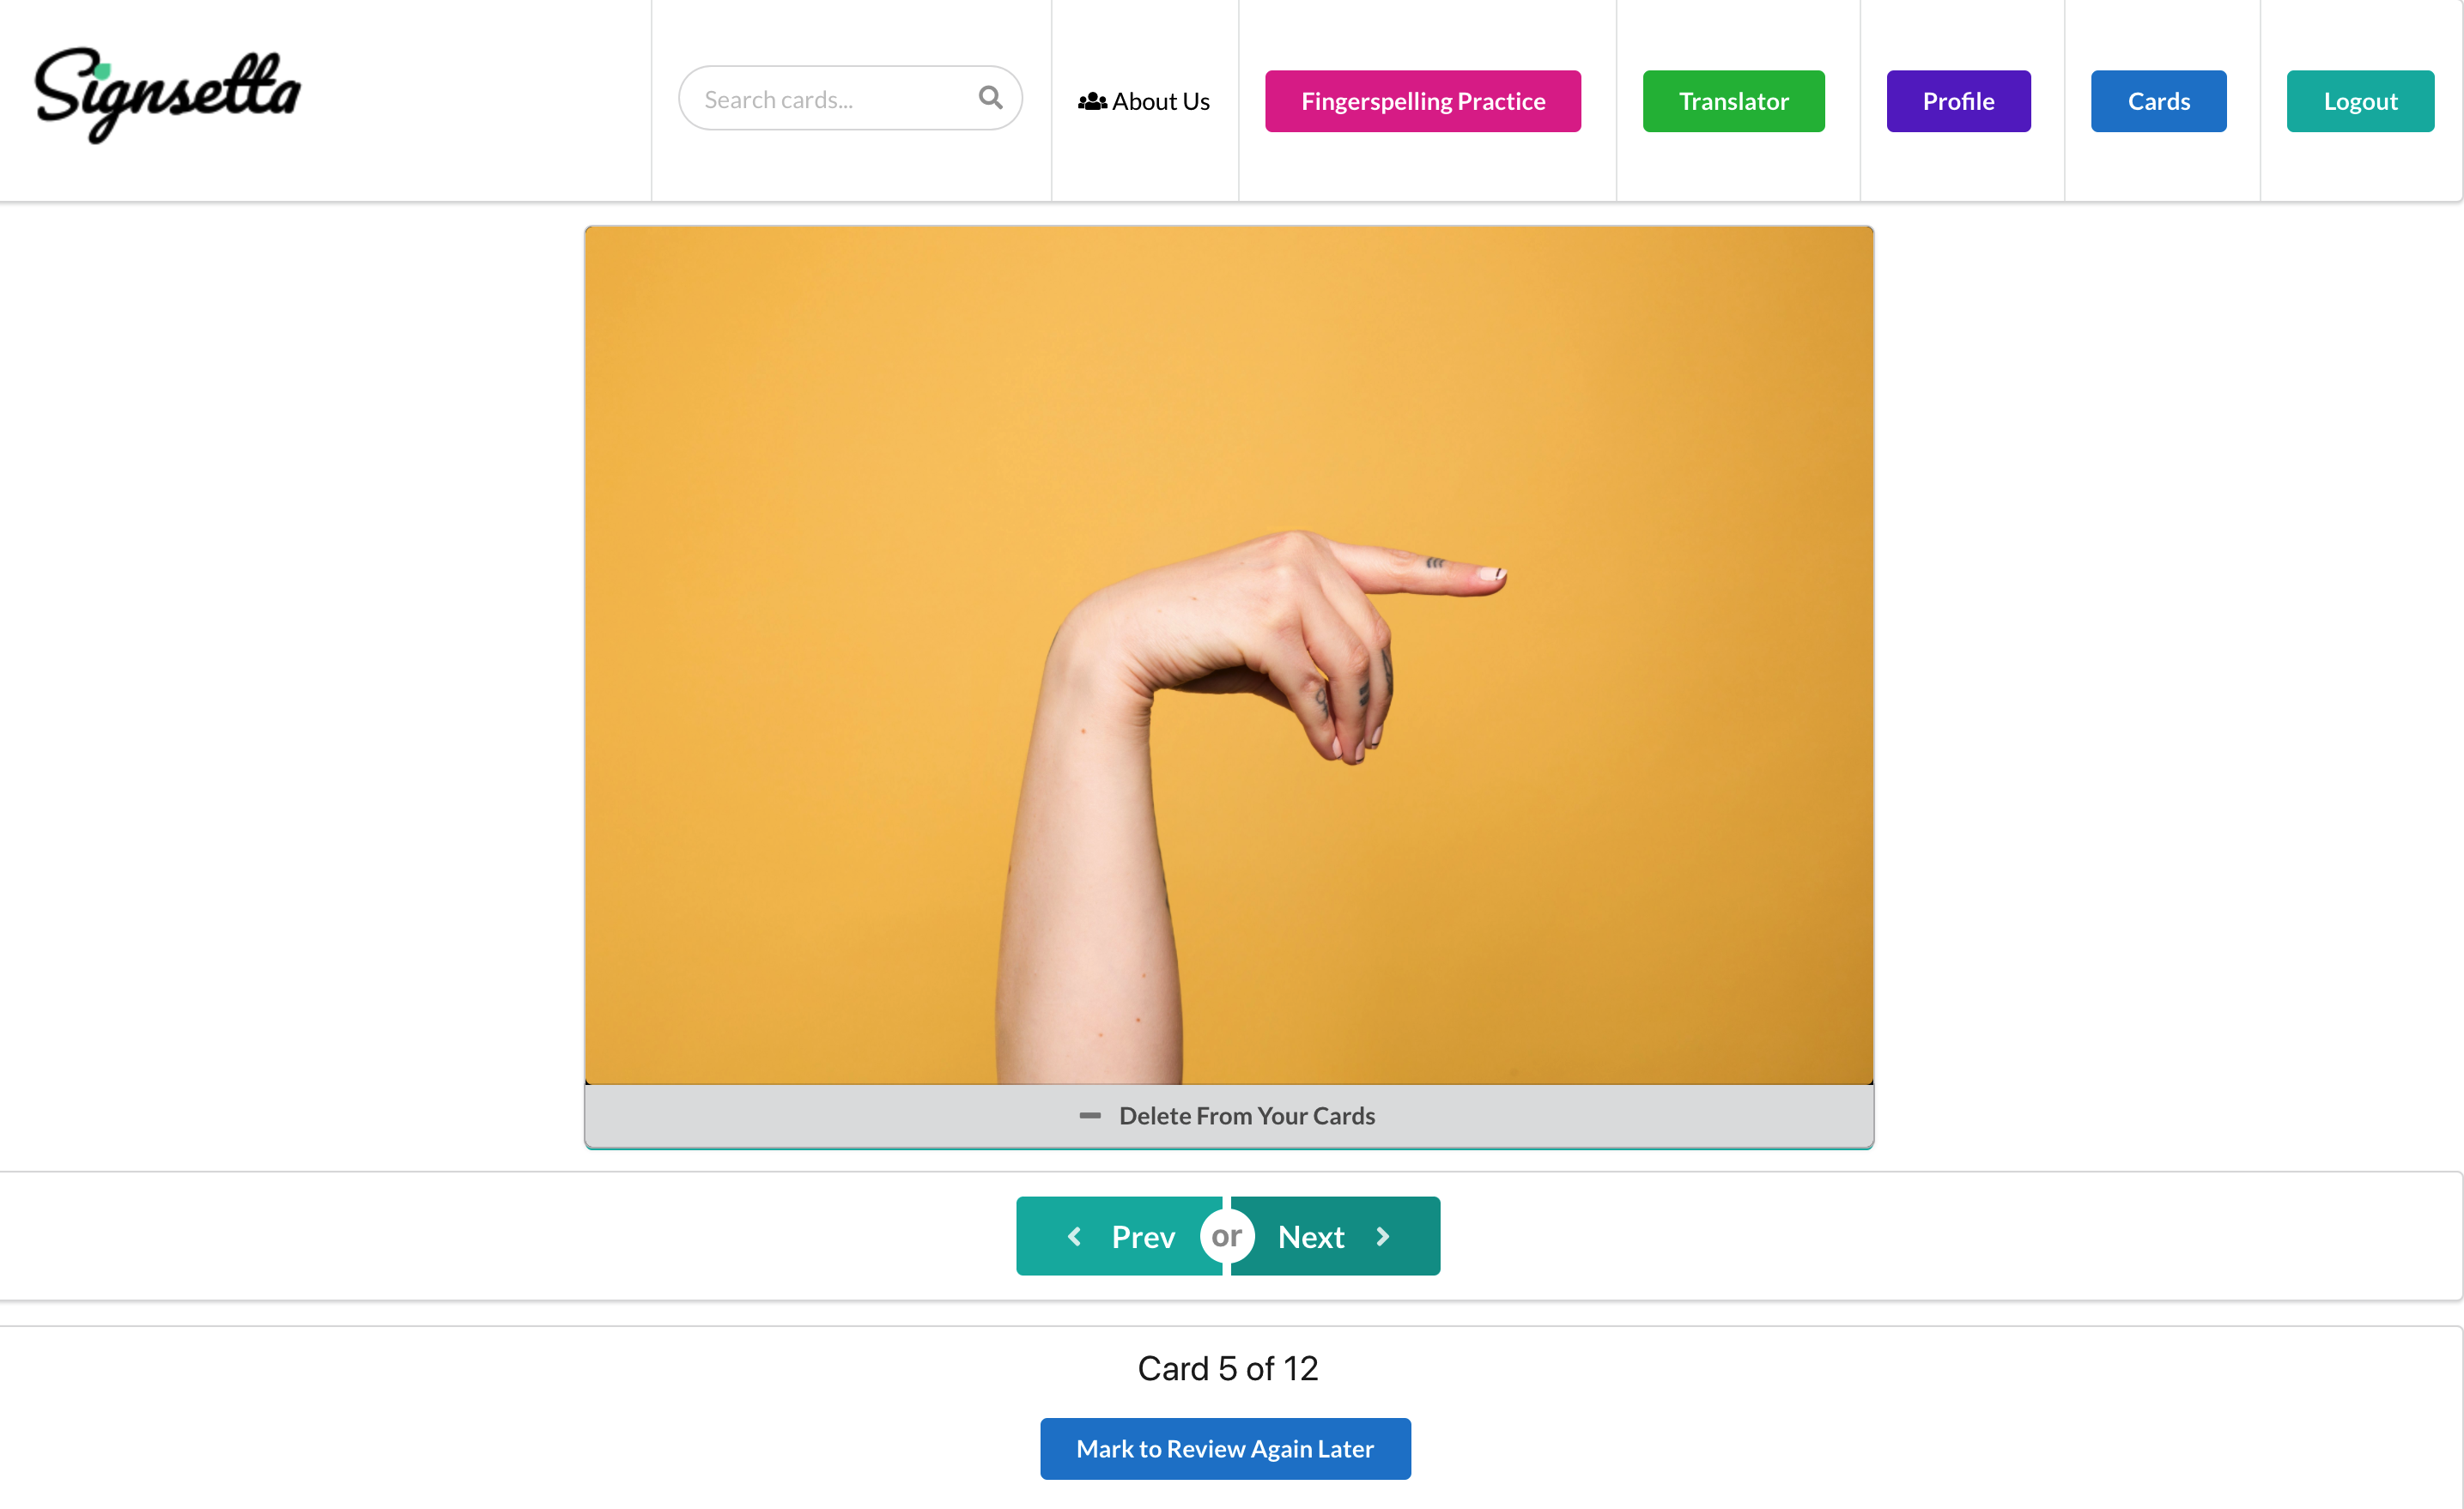 Signsetta
Search cards...
About Us
Fingerspelling Practice
Translator
Profile
Cards
Logout
Delete From Your Cards
Prev
or
Next
Card 5 of 12
Mark to Review Again Later